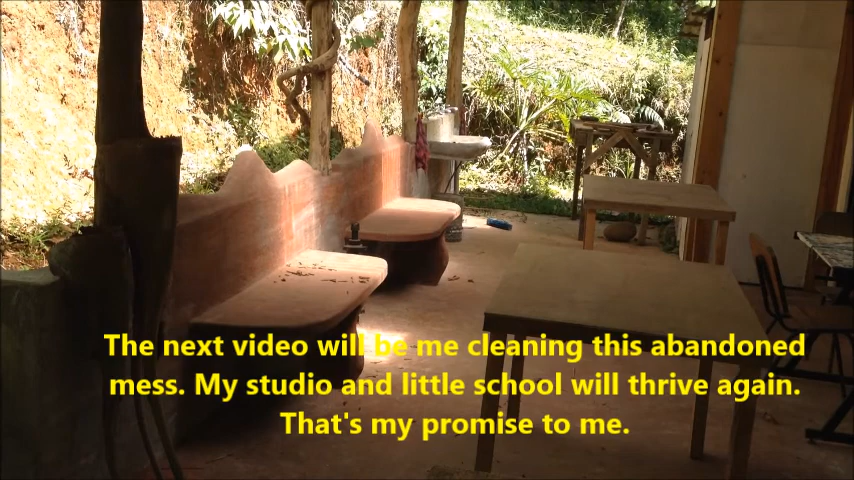 The next video will be me cleaning this abandoned
mess. My studio and little school will thrive again.
That's my promise to me.